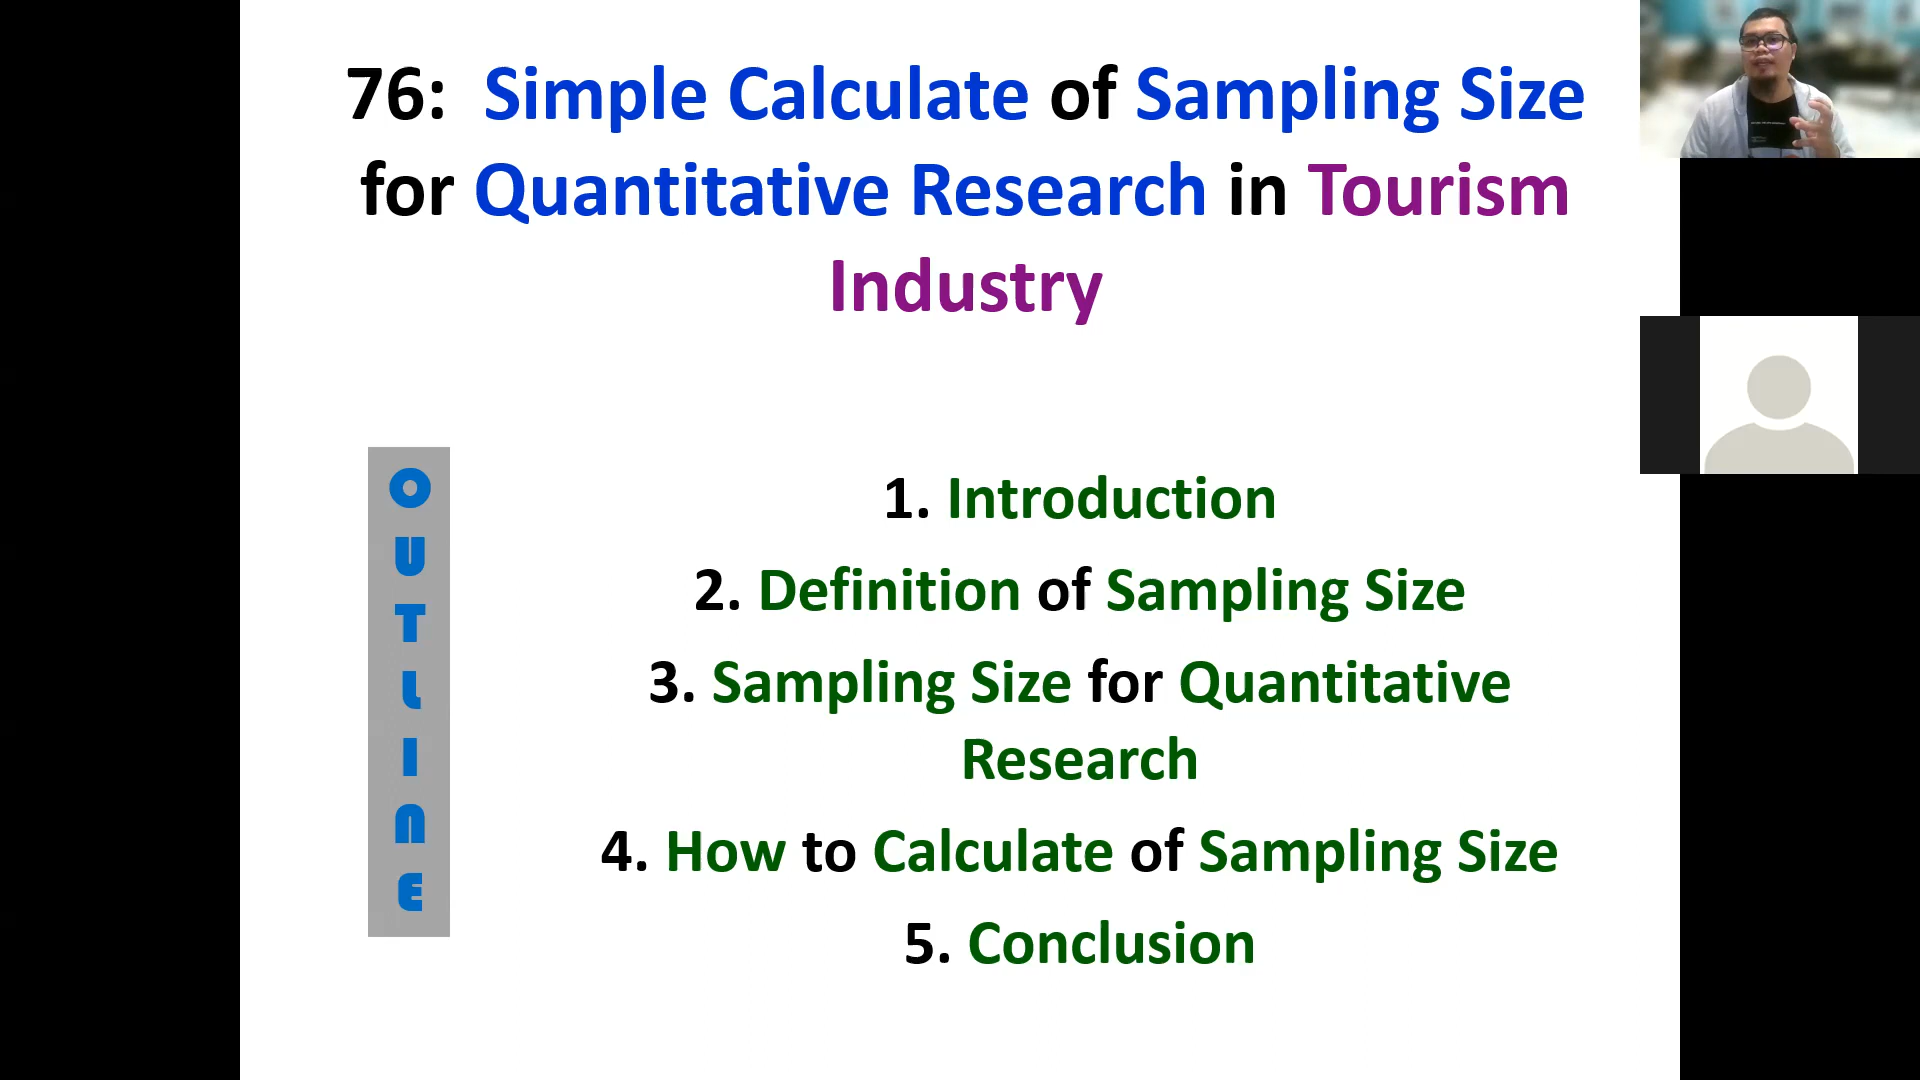 76: Simple Calculate of Sampling Size
for Quantitative Research in Tourism
Industry
OUTLINE
1. Introduction
2. Definition of Sampling Size
3. Sampling Size for Quantitative
Research
4. How to Calculate of Sampling Size
5. Conclusion